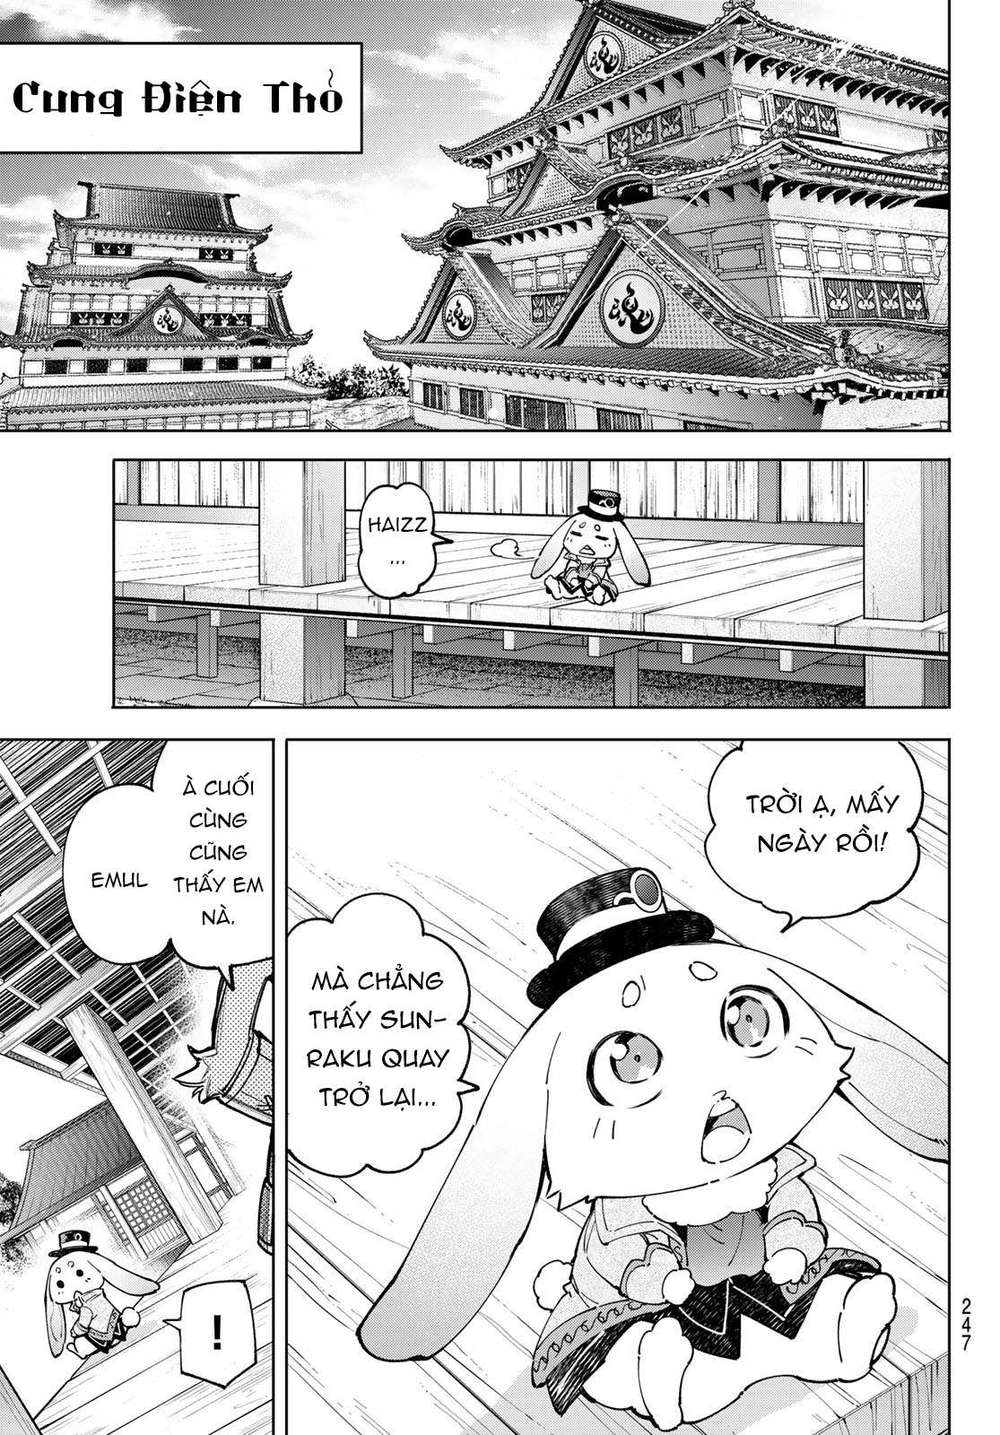 Cung Điện Thỏ
HAIZZ
...
TRỜI Ạ, MẤY
NGÀY RỒI!
MÀ CHẲNG
THẤY SUN-
RAKU QUAY
TRỞ LẠI...
À CUỐI
CÙNG
CŨNG
THẤY EM
NÀ.
EMUL
!
247